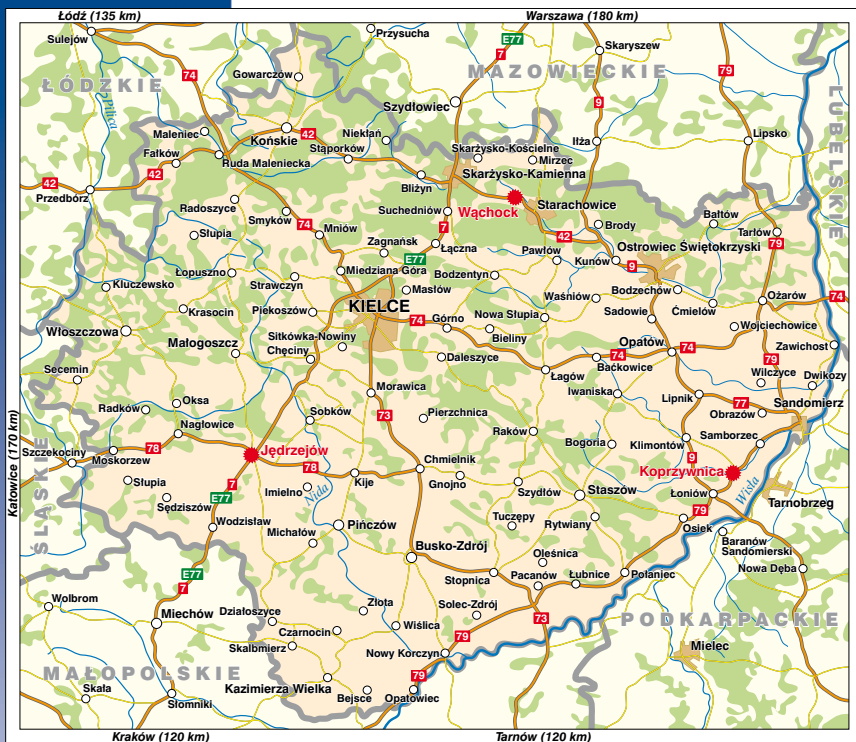 Łódź (135 km)
Warszawa (180 km)
Sulejów
Przysucha
E77
7
Skaryszew
74
Gowarczów
79
MAZOWIECKIE
ŁÓDZKIE
Pilica
Szydłowiec
9
LUBELSKIE
Maleniec
Końskie
42
Niekłań
Iłża
Lipsko
Fałków
Ruda Maleniecka
Stąporków
Skarżysko-Kościelne
Mirzec
42
42
Przedbórz
Bliżyn
Skarżysko-Kamienna
Radoszyce
Smyków
Suchedniów
Wąchock
Starachowice
Bałtów
74
Mniów
7
Brody
Tarłów
Słupia
Zagnańsk
Łączna
42
79
E77
Pawłów
Ostrowiec Świętokrzyski
Kunów
9
Łopuszno
Miedziana Góra
Bodzentyn
Kluczewsko
Strawczyn
Masłów
Bodzechów
Waśniów
Ożarów
74
Krasocin
Piekoszów
KIELCE
Nowa Słupia
Sadowie
Ćmielów
74
Górno
Wojciechowice
Włoszczowa
Sitkówka-Nowiny
Bieliny
Małogoszcz
Chęciny
Opatów
74
Zawichost
Daleszyce
74
Baćkowice
79
Secemin
Łagów
Wilczyce
Dwikozy
Morawica
Iwaniska
Lipnik
77
Sandomierz
Radków
Oksa
73
Pierzchnica
Obrazów
Sobków
Nagłowice
Raków
Bogoria
Klimontów
Samborzec
Katowice (170 km)
Szczekociny
78
Jędrzejów
9
Moskorzew
Chmielnik
Koprzywnica
78
ŚLĄSKIE
Słupia
7
Imielno
Kije
Gnojno
Wisła
Nida
Szydłów
Staszów
Łoniów
Sędziszów
E77
Tarnobrzeg
79
Wodzisław
Pińczów
Tuczępy
Rytwiany
Osiek
Michałów
Baranów
Sandomierski
Busko-Zdrój
Oleśnica
Nowa Dęba
E77
Stopnica
Pacanów
Łubnice
Połaniec
7
Wolbrom
Złota
Solec-Zdrój
Miechów
Działoszyce
PODKARPACKIE
Czarnocin
Wiślica
73
Skalbmierz
79
Mielec
Nowy Korczyn
MAŁOPOLSKIE
79
Skała
Kazimierza Wielka
Słomniki
Bejsce
Opatowiec
Kraków (120 km)
Tarnów (120 km)